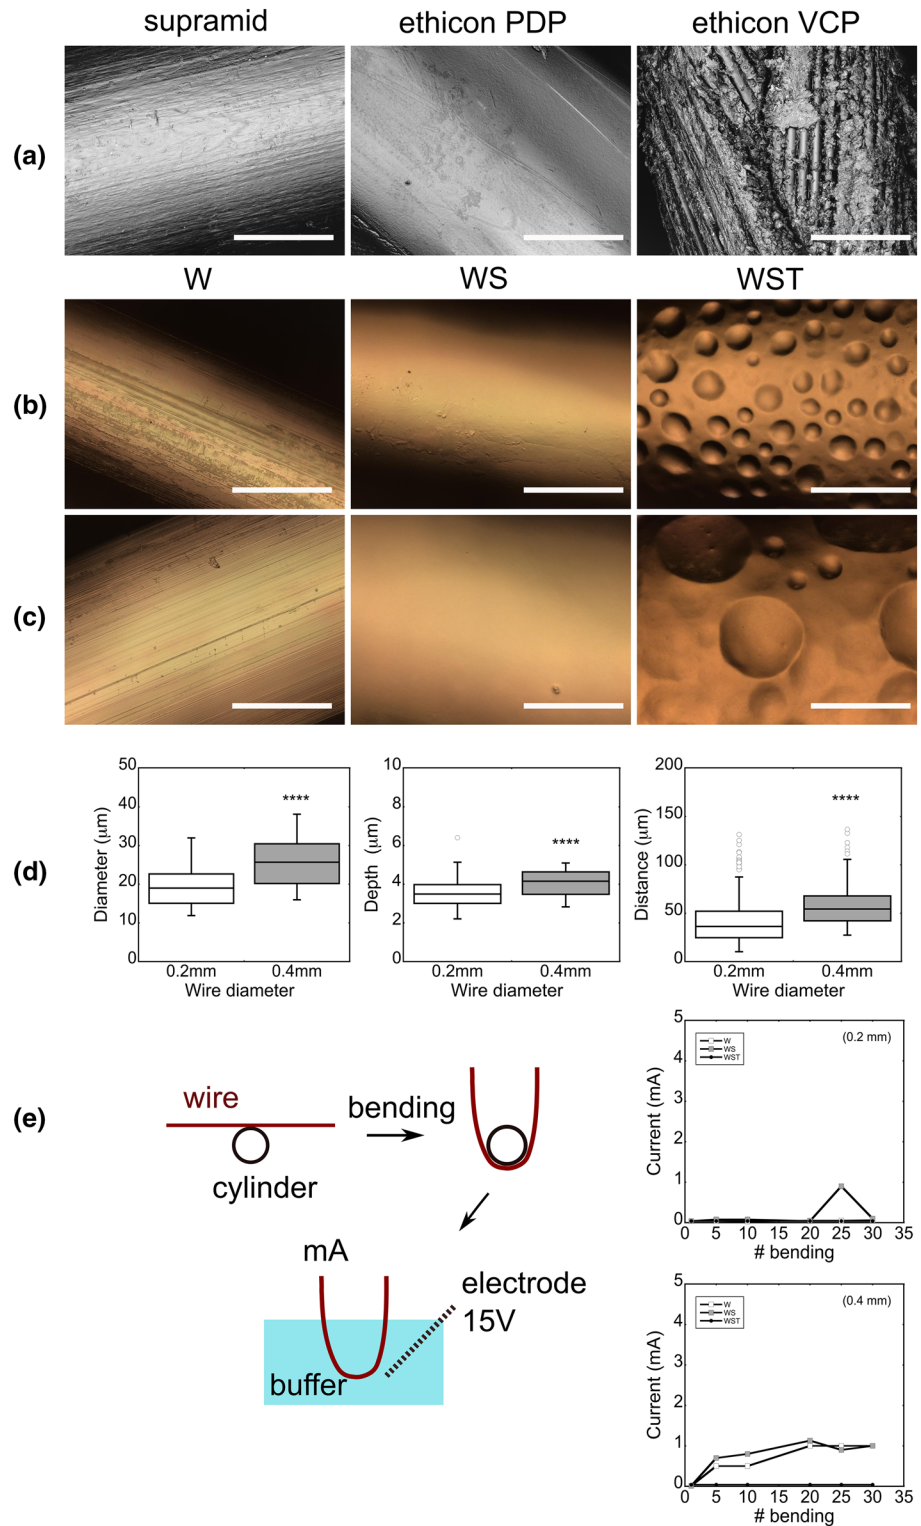 supramid ethicon PDP ethicon VCP
(a)
W WS WST
(b)
(c)
(d)
50
40
30
20
10
0
Diameter (μm)
****
0.2mm 0.4mm
Wire diameter
10
8
6
4
2
0
Depth (μm)
****
0.2mm 0.4mm
Wire diameter
200
150
100
50
0
Distance (μm)
****
0.2mm 0.4mm
Wire diameter
(e)
wire
cylinder
bending
mA
electrode
15V
buffer
5
4
3
2
1
0
Current (mA)
W
WS
WST
(0.2 mm)
0 5 10 15 20 25 30 35
# bending
5
4
3
2
1
0
Current (mA)
W
WS
WST
(0.4 mm)
0 5 10 15 20 25 30 35
# bending